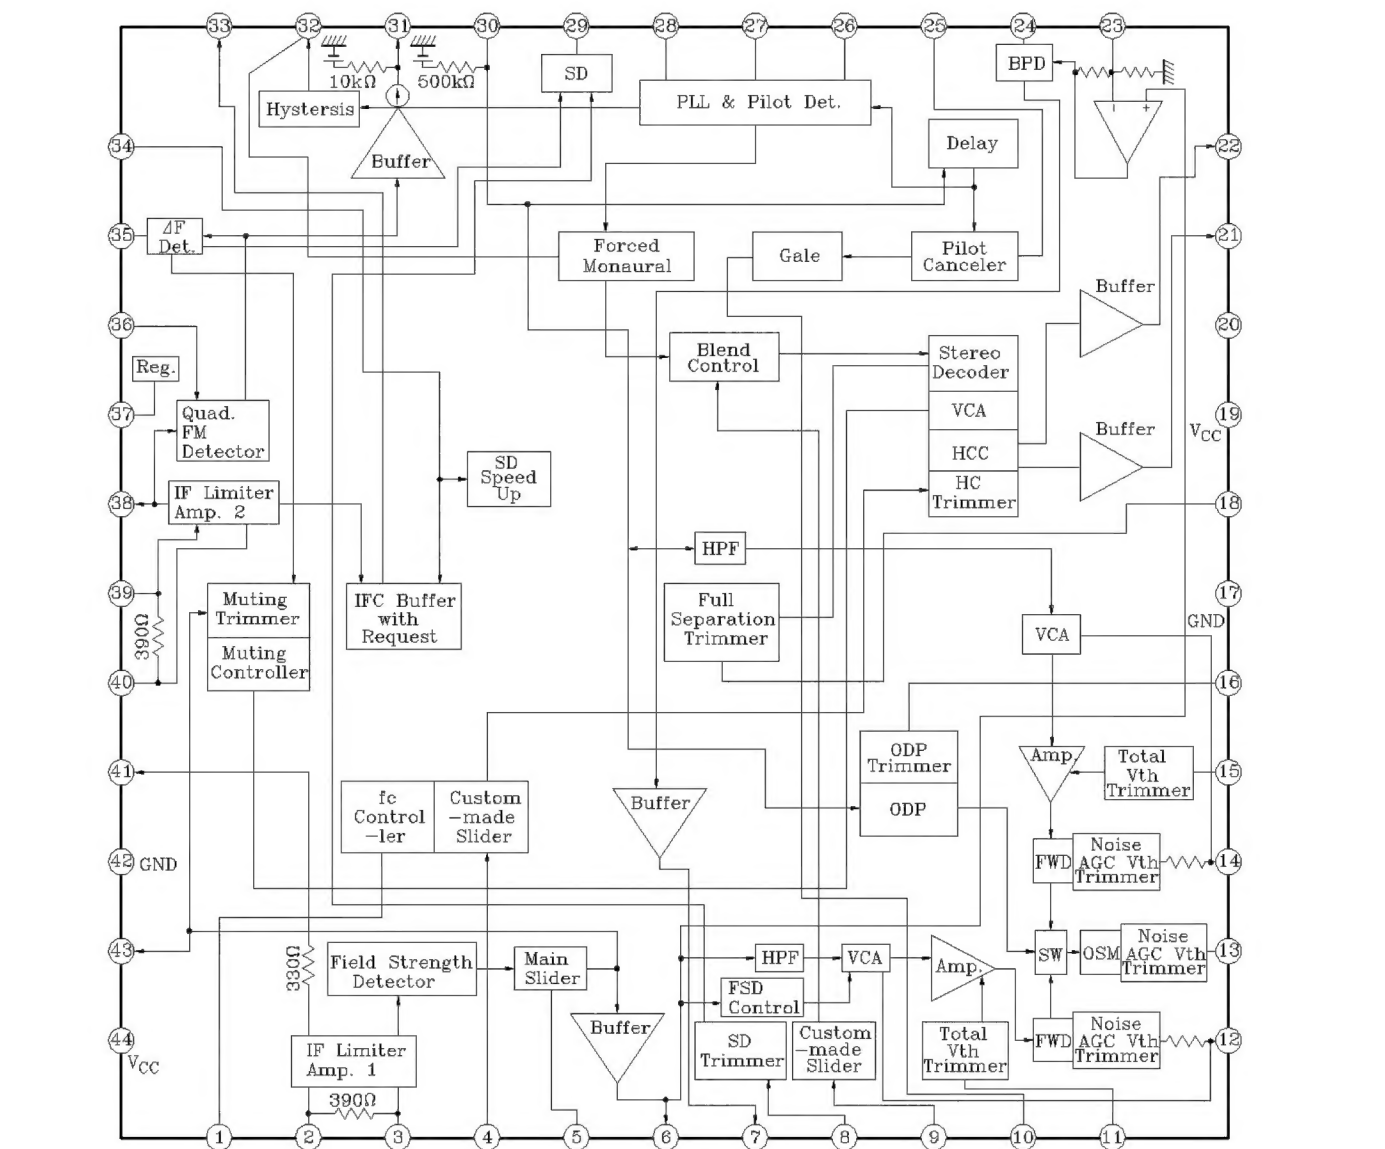 33
32
31
30
29
28
27
26
25
24
23
10kΩ
500kΩ
SD
BPD
Hystersis
PLL & Pilot Det.
− +
34
Buffer
Delay
22
35
ΔF
Det.
Forced
Monaural
Gale
Pilot
Canceler
21
Buffer
36
20
Reg.
Blend
Control
Stereo
Decoder
37
Quad.
FM
Detector
VCA
19
VCC
Buffer
HCC
SD
Speed
Up
HC
Trimmer
38
IF Limiter
Amp. 2
18
HPF
39
390Ω
Muting
Trimmer
IFC Buffer
with
Request
Full
Separation
Trimmer
17
GND
VCA
Muting
Controller
40
16
ODP
Trimmer
Amp.
Total
Vth
Trimmer
15
41
fc
Control
-ler
Custom
-made
Slider
Buffer
ODP
42
GND
FWD
Noise
AGC Vth
Trimmer
14
43
330Ω
Field Strength
Detector
Main
Slider
HPF
VCA
Amp.
SW
OSM
Noise
AGC Vth
Trimmer
13
FSD
Control
44
VCC
IF Limiter
Amp. 1
Buffer
SD
Trimmer
Custom
-made
Slider
Total
Vth
Trimmer
FWD
Noise
AGC Vth
Trimmer
12
390Ω
1
2
3
4
5
6
7
8
9
10
11